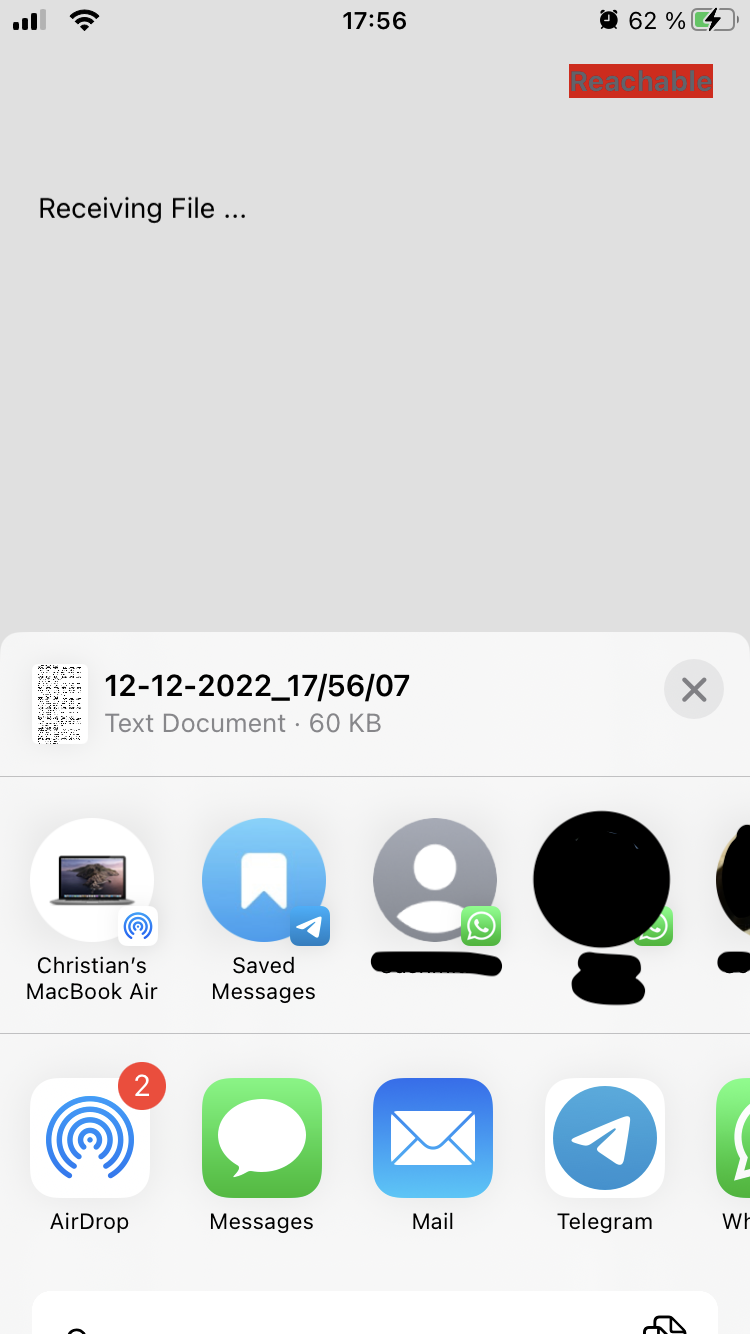 17:56
62 %
Reachable
Receiving File ...
12-12-2022_17/56/07
Text Document · 60 KB
Christian's
MacBook Air
Saved
Messages
2
AirDrop
Messages
Mail
Telegram
Wh